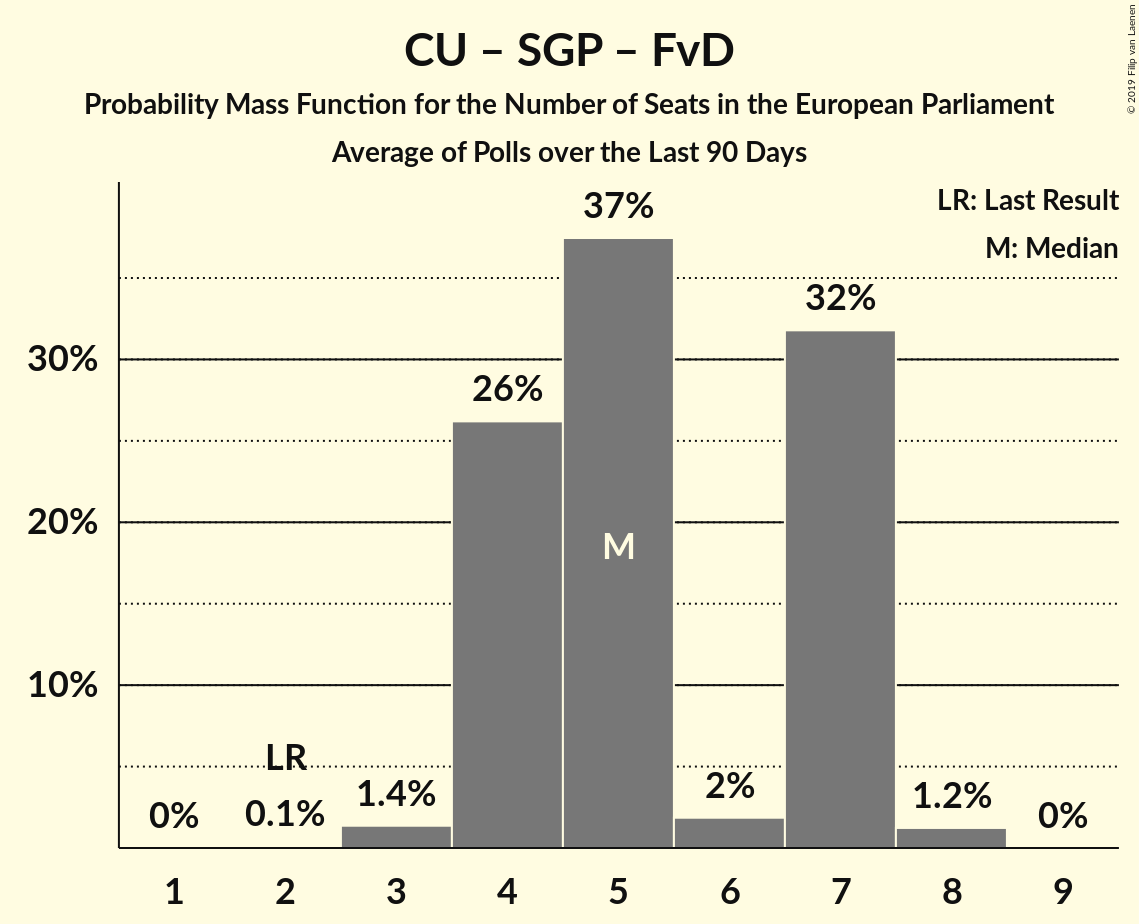 CU – SGP – FvD
Probability Mass Function for the Number of Seats in the European Parliament
Average of Polls over the Last 90 Days
© 2019 Filip van Laenen
LR: Last Result
M: Median
37%
32%
30%
26%
20%
M
10%
LR
0% 0.1% 1.4% 2% 1.2% 0%
1 2 3 4 5 6 7 8 9